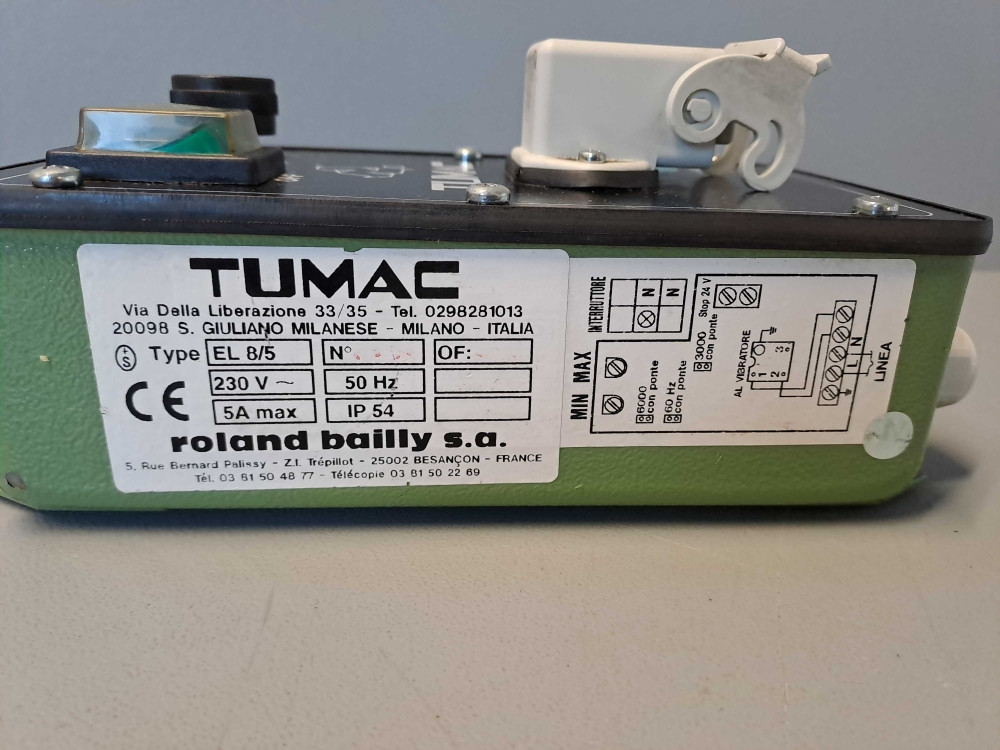 TUMAC
Via Della Liberazione 33/35 - Tel. 0298281013
20098 S. GIULIANO MILANESE - MILANO - ITALIA
Type EL 8/5 N° OF:
230 V ~ 50 Hz
CE 5A max IP 54
roland bailly s.a.
5, Rue Bernard Palissy - Z.I. Trépillot - 25002 BESANÇON - FRANCE
Tél. 03 81 50 48 77 - Télécopie 03 81 50 22 69
INTERRUTTORE
N N
MIN MAX
6000
con ponte
60 Hz
con ponte
3000
con ponte
Stop 24 V
AL VIBRATORE
1 2 3
L N
LINEA
TUMAC